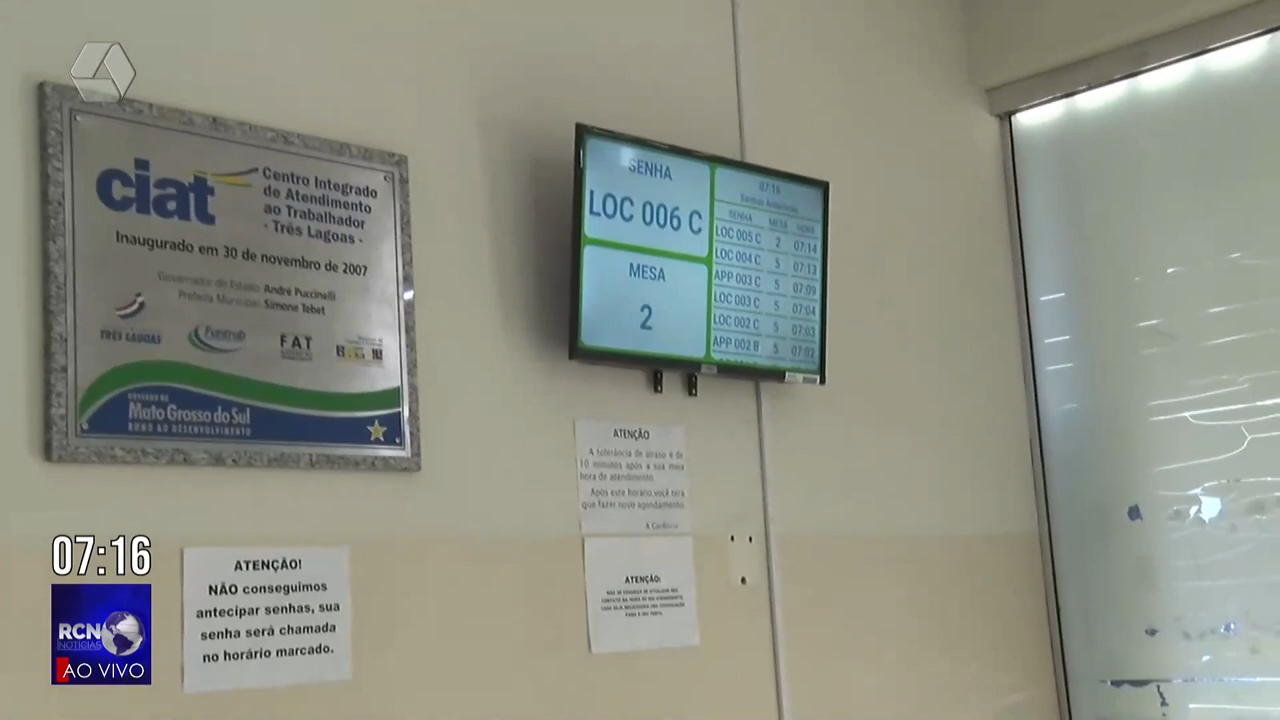 ciat
Centro Integrado
de Atendimento
ao Trabalhador
- Três Lagoas -
Inaugurado em 30 de novembro de 2007
Governador do Estado: André Puccinelli
Prefeita Municipal: Simone Tebet
TRÊS LAGOAS
Funtrab
FAT
GOVERNO DE
Mato Grosso do Sul
RUMO AO DESENVOLVIMENTO
SENHA
LOC 006 C
MESA
2
07:15
SENHA MESA HORA
LOC 005 C 2 07:14
LOC 004 C 5 07:13
APP 003 C 5 07:09
LOC 003 C 5 07:04
LOC 002 C 5 07:03
APP 002 B 5 07:02
ATENÇÃO
A tolerância de atraso é de
10 minutos após a sua
hora de atendimento.
Após este horário você terá
que fazer novo agendamento
A Gerência
ATENÇÃO:
ATENÇÃO!
NÃO conseguimos
antecipar senhas, sua
senha será chamada
no horário marcado.
07:16
RCN
NOTÍCIAS
AO VIVO